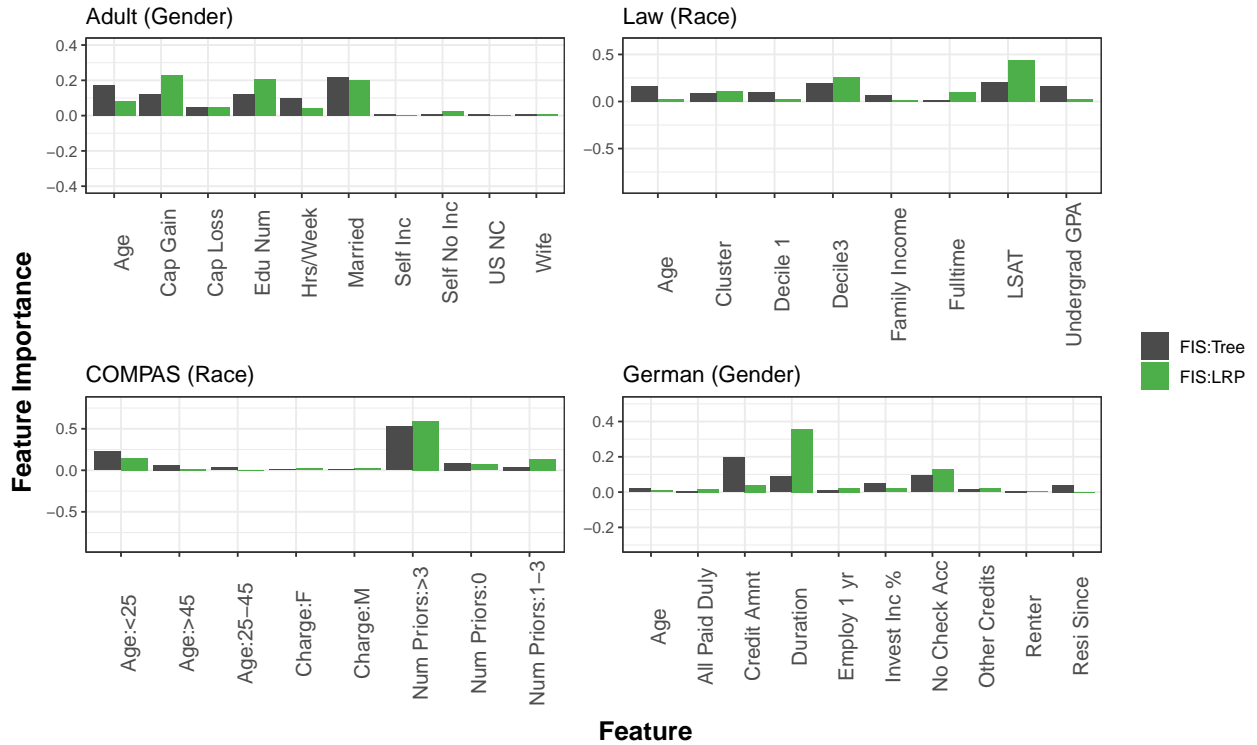 Adult (Gender)
0.4
0.2
0.0
−0.2
−0.4
Age
Cap Gain
Cap Loss
Edu Num
Hrs/Week
Married
Self Inc
Self No Inc
US NC
Wife
Law (Race)
0.5
0.0
−0.5
Age
Cluster
Decile 1
Decile3
Family Income
Fulltime
LSAT
Undergrad GPA
Feature Importance
COMPAS (Race)
0.5
0.0
−0.5
Age:<25
Age:>45
Age:25−45
Charge:F
Charge:M
Num Priors:>3
Num Priors:0
Num Priors:1−3
German (Gender)
0.4
0.2
0.0
−0.2
Age
All Paid Duly
Credit Amnt
Duration
Employ 1 yr
Invest Inc %
No Check Acc
Other Credits
Renter
Resi Since
FIS:Tree
FIS:LRP
Feature